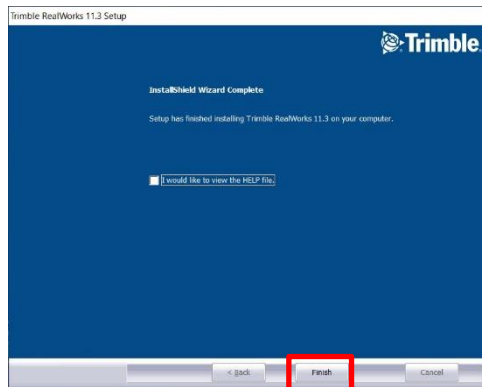 Trimble RealWorks 11.3 Setup
Trimble
InstallShield Wizard Complete
Setup has finished installing Trimble RealWorks 11.3 on your computer.
I would like to view the HELP file.
< Back
Finish
Cancel